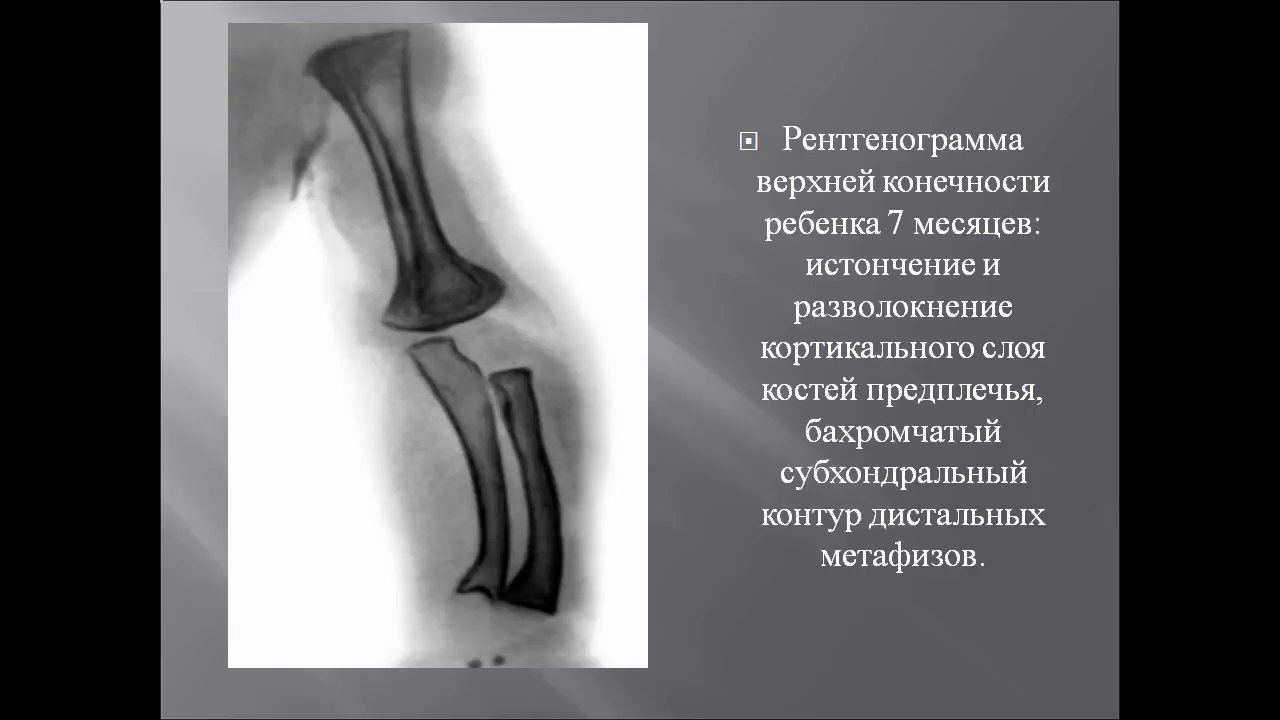 Рентгенограмма
верхней конечности
ребенка 7 месяцев:
истончение и
разволокнение
кортикального слоя
костей предплечья,
бахромчатый
субхондральный
контур дистальных
метафизов.